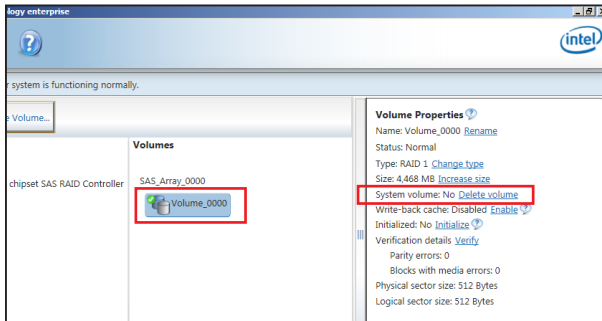 ology enterprise
intel
r system is functioning normally.
e Volume...
Volumes
chipset SAS RAID Controller
SAS_Array_0000
Volume_0000
Volume Properties
Name: Volume_0000 Rename
Status: Normal
Type: RAID 1 Change type
Size: 4,468 MB Increase size
System volume: No Delete volume
Write-back cache: Disabled Enable
Initialized: No Initialize
Verification details Verify
Parity errors: 0
Blocks with media errors: 0
Physical sector size: 512 Bytes
Logical sector size: 512 Bytes